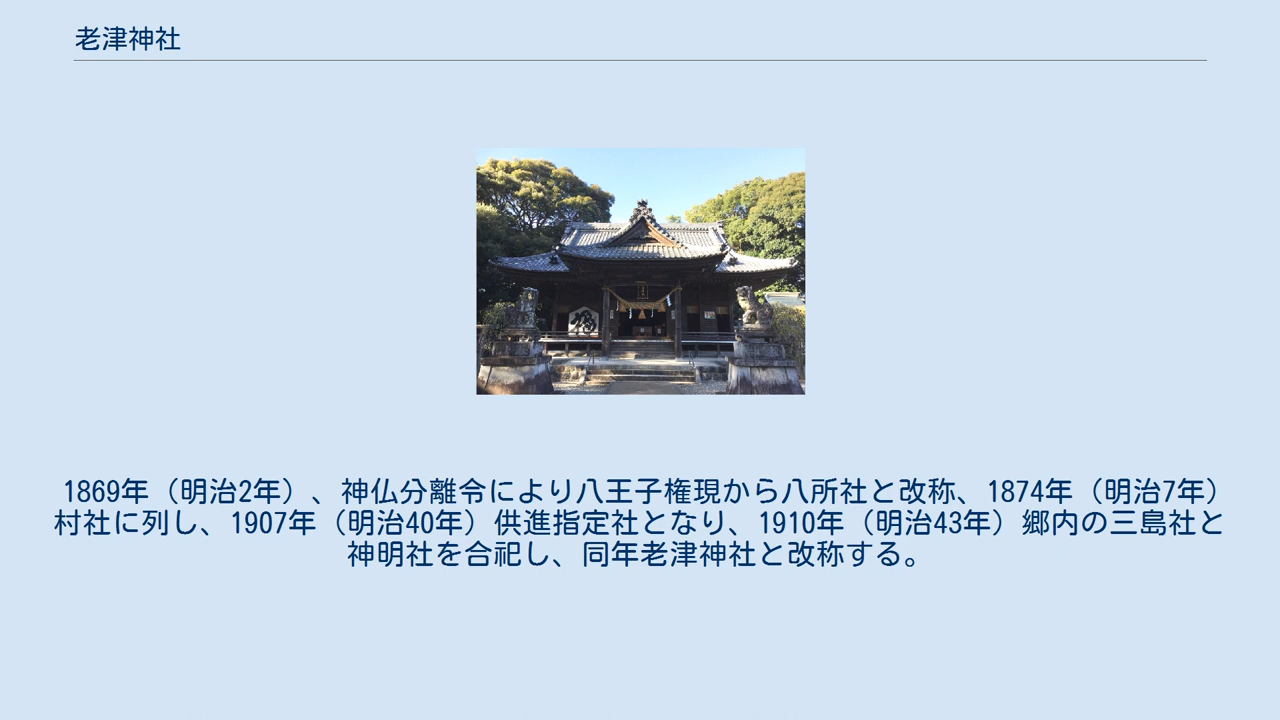 老津神社
1869年（明治2年）、神仏分離令により八王子権現から八所社と改称、1874年（明治7年）
村社に列し、1907年（明治40年）供進指定社となり、1910年（明治43年）郷内の三島社と
神明社を合祀し、同年老津神社と改称する。